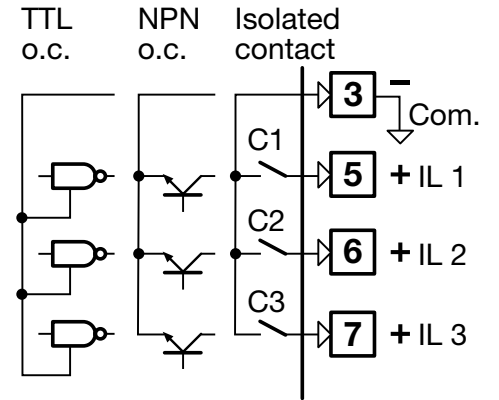 TTL NPN Isolated
o.c. o.c. contact
3 − Com.
C1
5 + IL 1
C2
6 + IL 2
C3
7 + IL 3